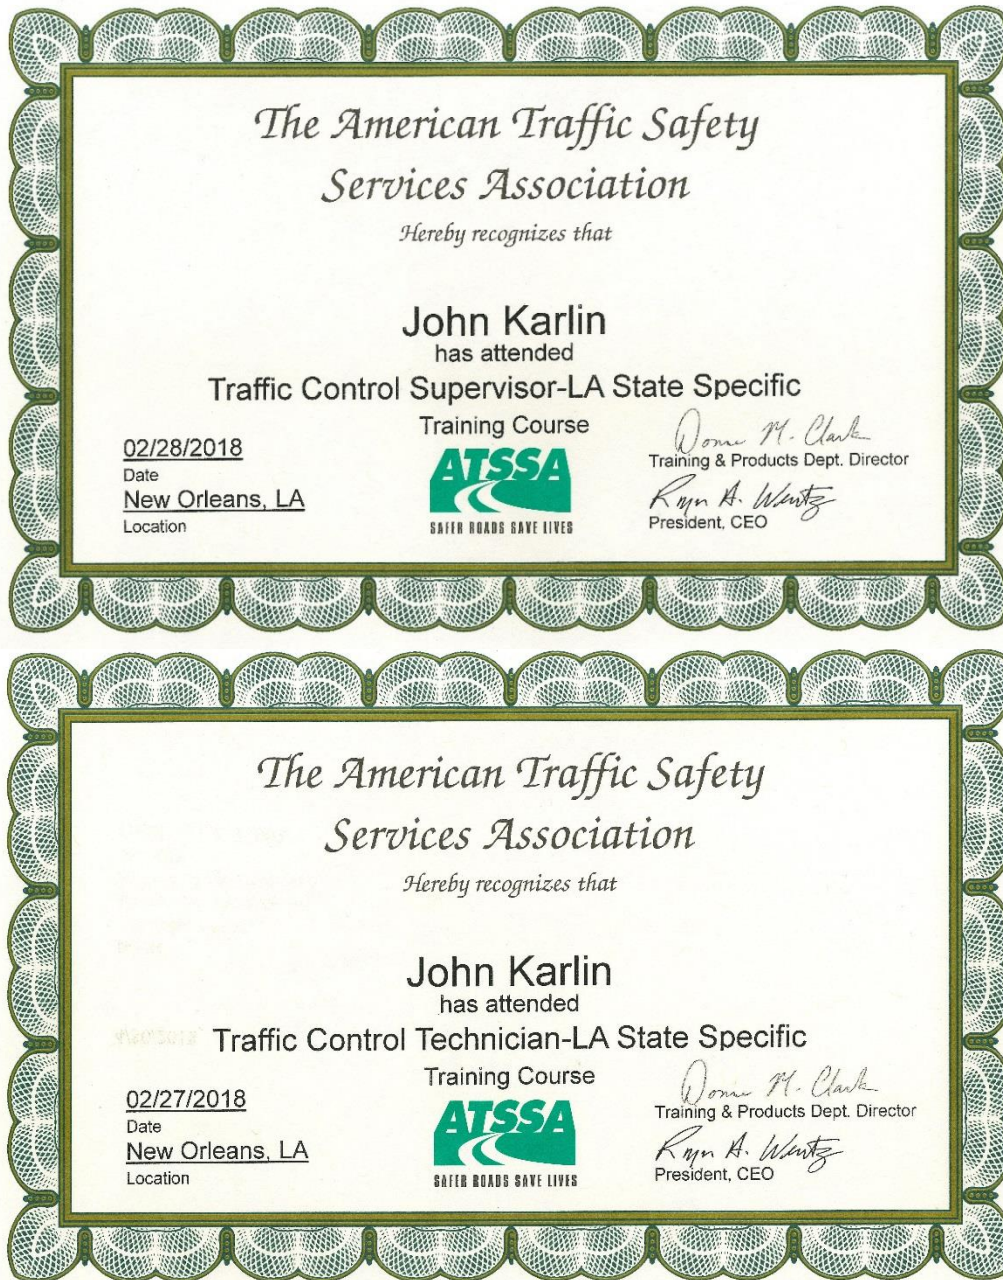 The American Traffic Safety
Services Association
Hereby recognizes that
John Karlin
has attended
Traffic Control Supervisor-LA State Specific
Training Course
02/28/2018
Date
New Orleans, LA
Location
ATSSA
SAFER ROADS SAVE LIVES
Donna M. Clark
Training & Products Dept. Director
Roger A. Wentz
President, CEO
The American Traffic Safety
Services Association
Hereby recognizes that
John Karlin
has attended
Traffic Control Technician-LA State Specific
Training Course
02/27/2018
Date
New Orleans, LA
Location
ATSSA
SAFER ROADS SAVE LIVES
Donna M. Clark
Training & Products Dept. Director
Roger A. Wentz
President, CEO